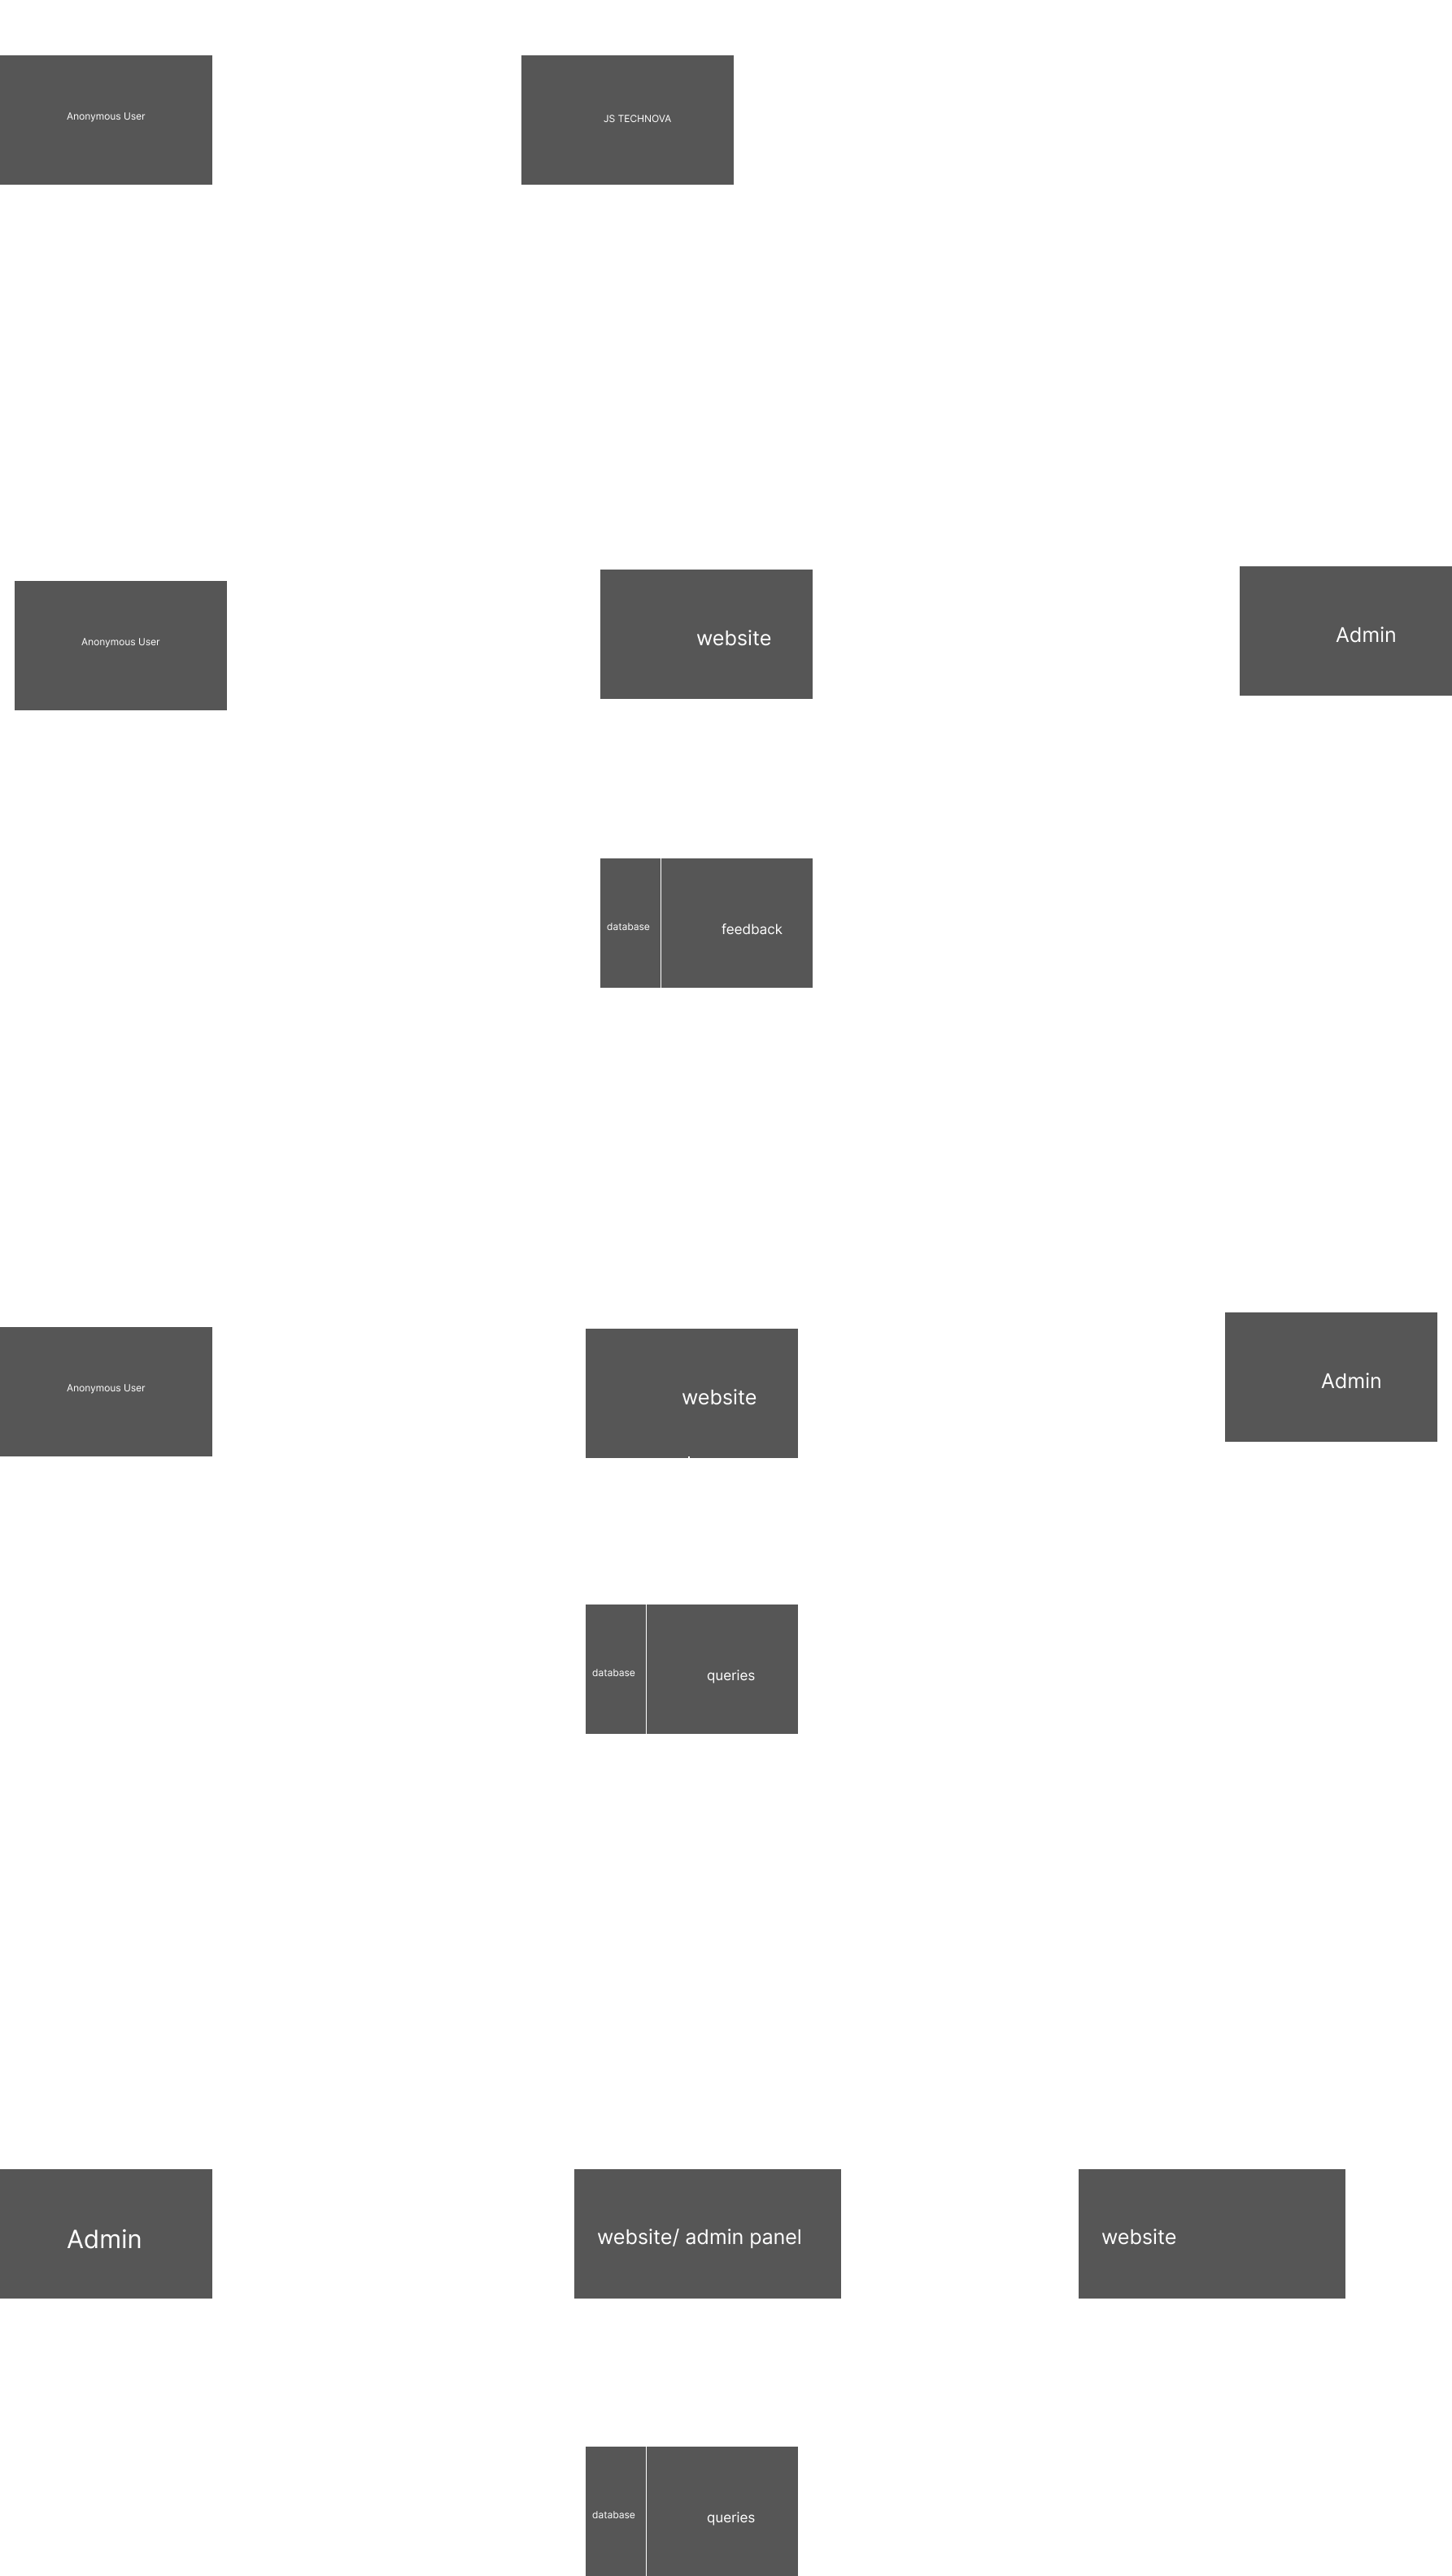 Anonymous User
JS TECHNOVA
Anonymous User
website
Admin
database
feedback
Anonymous User
website
Admin
database
queries
Admin
website/ admin panel
website
database
queries